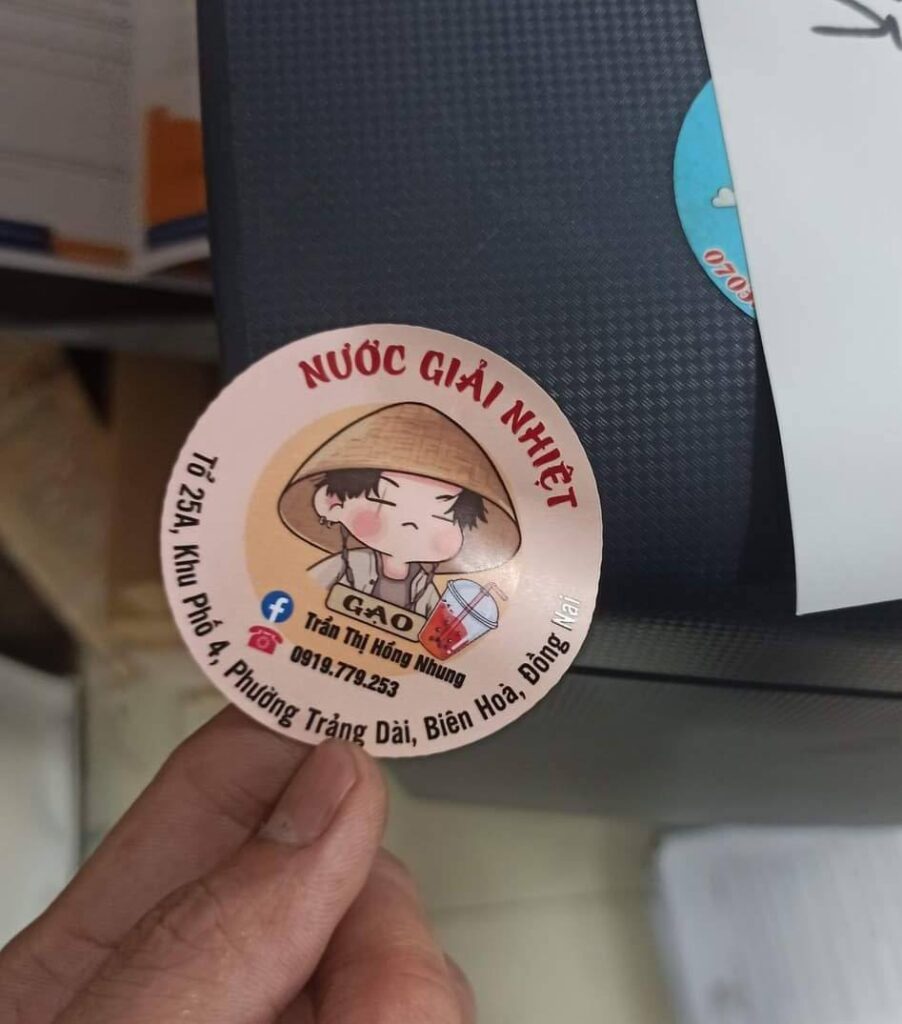 NƯỚC GIẢI NHIỆT
GẠO
Trần Thị Hồng Nhung
0919.779.253
Tổ 25A, Khu Phố 4, Phường Trảng Dài, Biên Hoà, Đồng Nai
0703